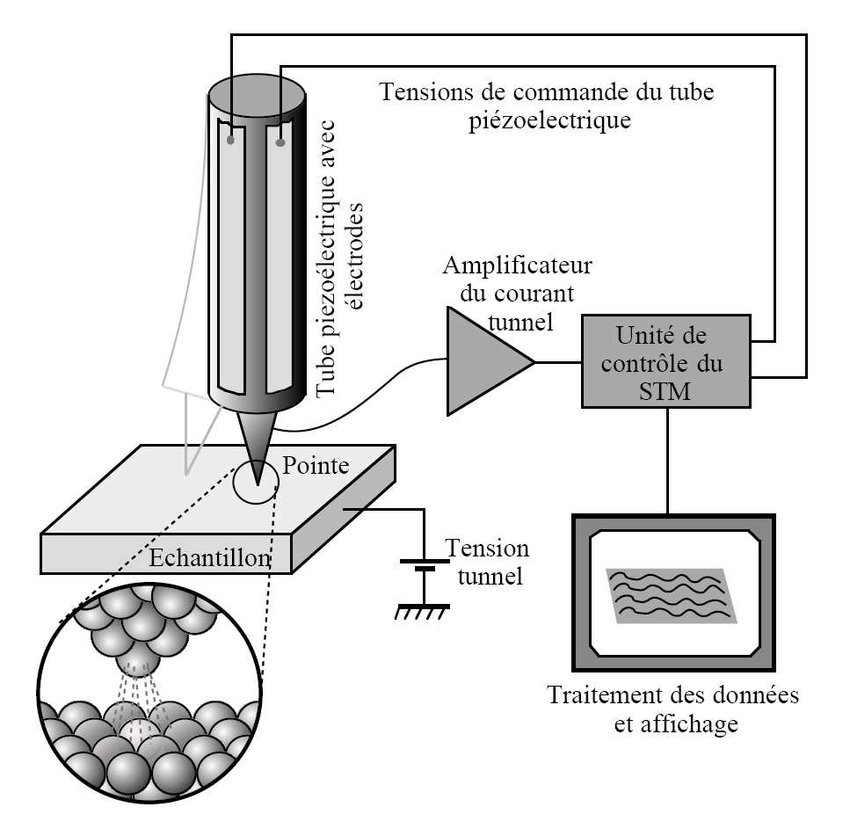 Tensions de commande du tube
piézoelectrique
Tube piezoélectrique avec
électrodes
Amplificateur
du courant
tunnel
Unité de
contrôle du
STM
Pointe
Echantillon
Tension
tunnel
Traitement des données
et affichage